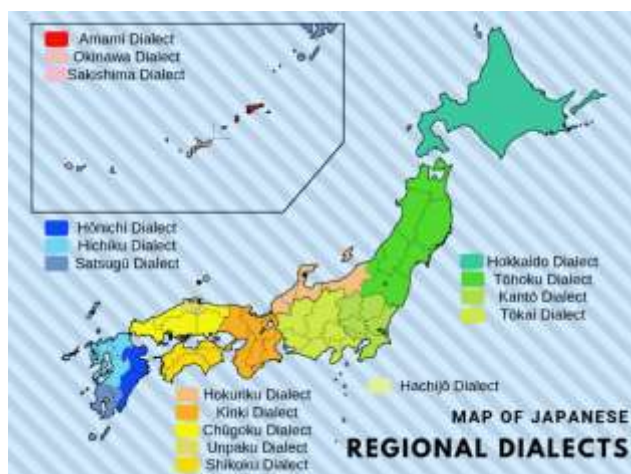 Amami Dialect
Okinawa Dialect
Sakishima Dialect
Hōnichi Dialect
Hichiku Dialect
Satsugū Dialect
Hokkaido Dialect
Tōhoku Dialect
Kantō Dialect
Tōkai Dialect
Hachijō Dialect
Hokuriku Dialect
Kinki Dialect
Chūgoku Dialect
Unpaku Dialect
Shikoku Dialect
MAP OF JAPANESE
REGIONAL DIALECTS